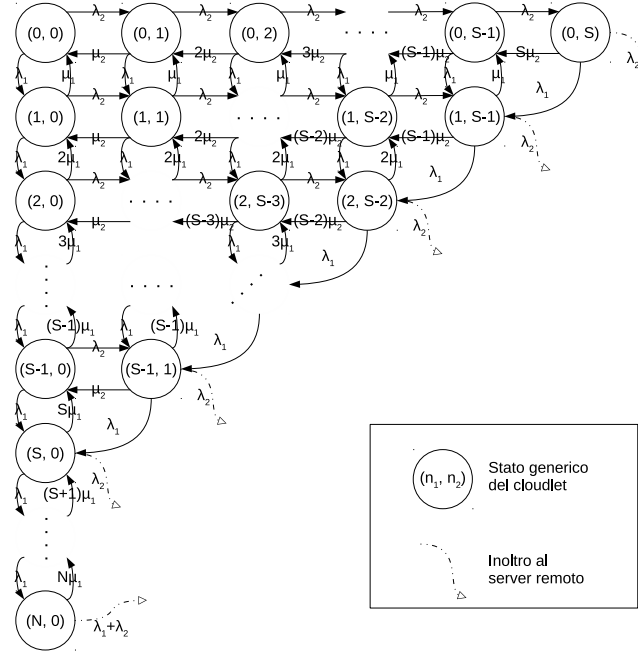 λ₂ λ₂ λ₂ λ₂ λ₂
(0, 0) (0, 1) (0, 2) . . . . (0, S-1) (0, S)
μ₂ 2μ₂ 3μ₂ (S-1)μ₂ Sμ₂ λ₂
λ₁ μ₁ λ₁ μ₁ λ₁ μ₁ λ₁ μ₁ λ₁ μ₁ λ₁
λ₂ λ₂ λ₂ λ₂
(1, 0) (1, 1) . . . . (1, S-2) (1, S-1)
μ₂ 2μ₂ (S-2)μ₂ (S-1)μ₂ λ₂
λ₁ 2μ₁ λ₁ 2μ₁ λ₁ 2μ₁ λ₁ 2μ₁ λ₁
λ₂ λ₂ λ₂
(2, 0) . . . . (2, S-3) (2, S-2)
μ₂ (S-3)μ₂ (S-2)μ₂ λ₂
λ₁ 3μ₁ λ₁ 3μ₁ λ₁
. . . .
λ₁ (S-1)μ₁ λ₁ (S-1)μ₁ λ₁
λ₂
(S-1, 0) (S-1, 1)
μ₂ λ₂
λ₁ Sμ₁ λ₁
(S, 0)
λ₂
λ₁ (S+1)μ₁
λ₁ Nμ₁
(N, 0)
λ₁+λ₂
(n₁, n₂)
Stato generico
del cloudlet
Inoltro al
server remoto